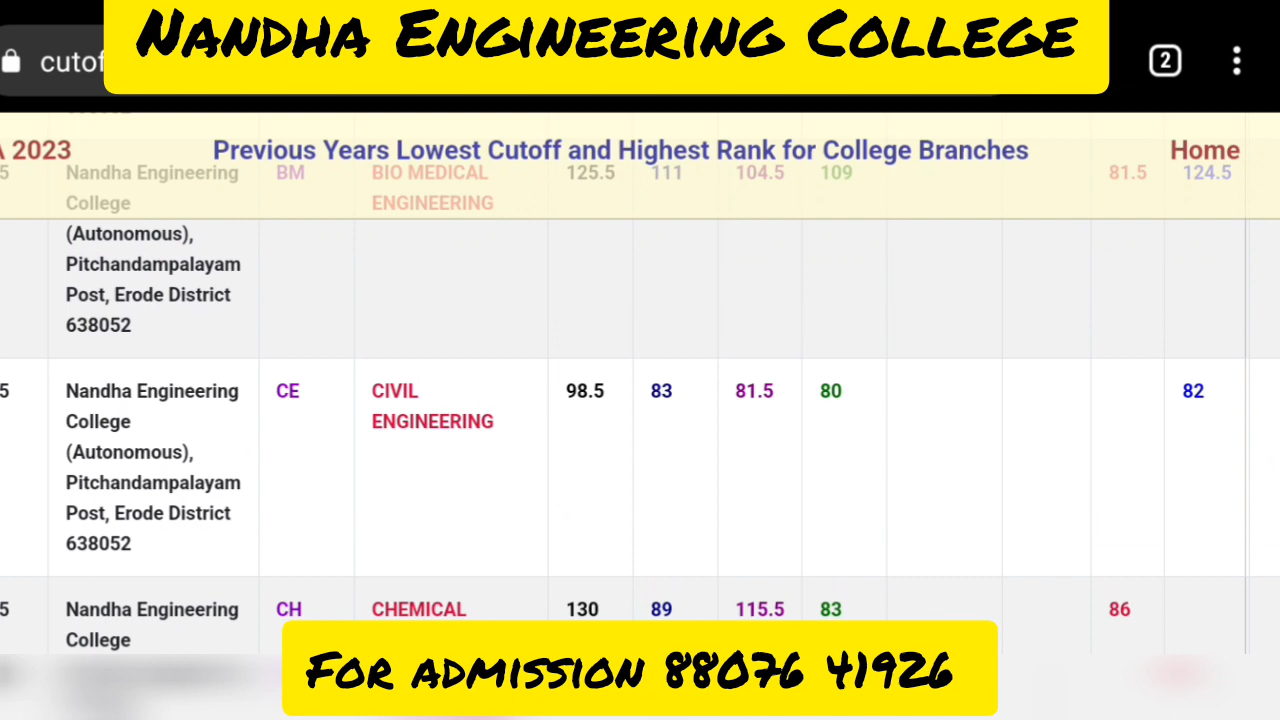 Nandha Engineering College
cutof
2
A 2023 Previous Years Lowest Cutoff and Highest Rank for College Branches Home
5 Nandha Engineering BM BIO MEDICAL 125.5 111 104.5 109 81.5 124.5
College ENGINEERING
(Autonomous),
Pitchandampalayam
Post, Erode District
638052
5 Nandha Engineering CE CIVIL 98.5 83 81.5 80 82
College ENGINEERING
(Autonomous),
Pitchandampalayam
Post, Erode District
638052
5 Nandha Engineering CH CHEMICAL 130 89 115.5 83 86
College
For admission 88076 41926